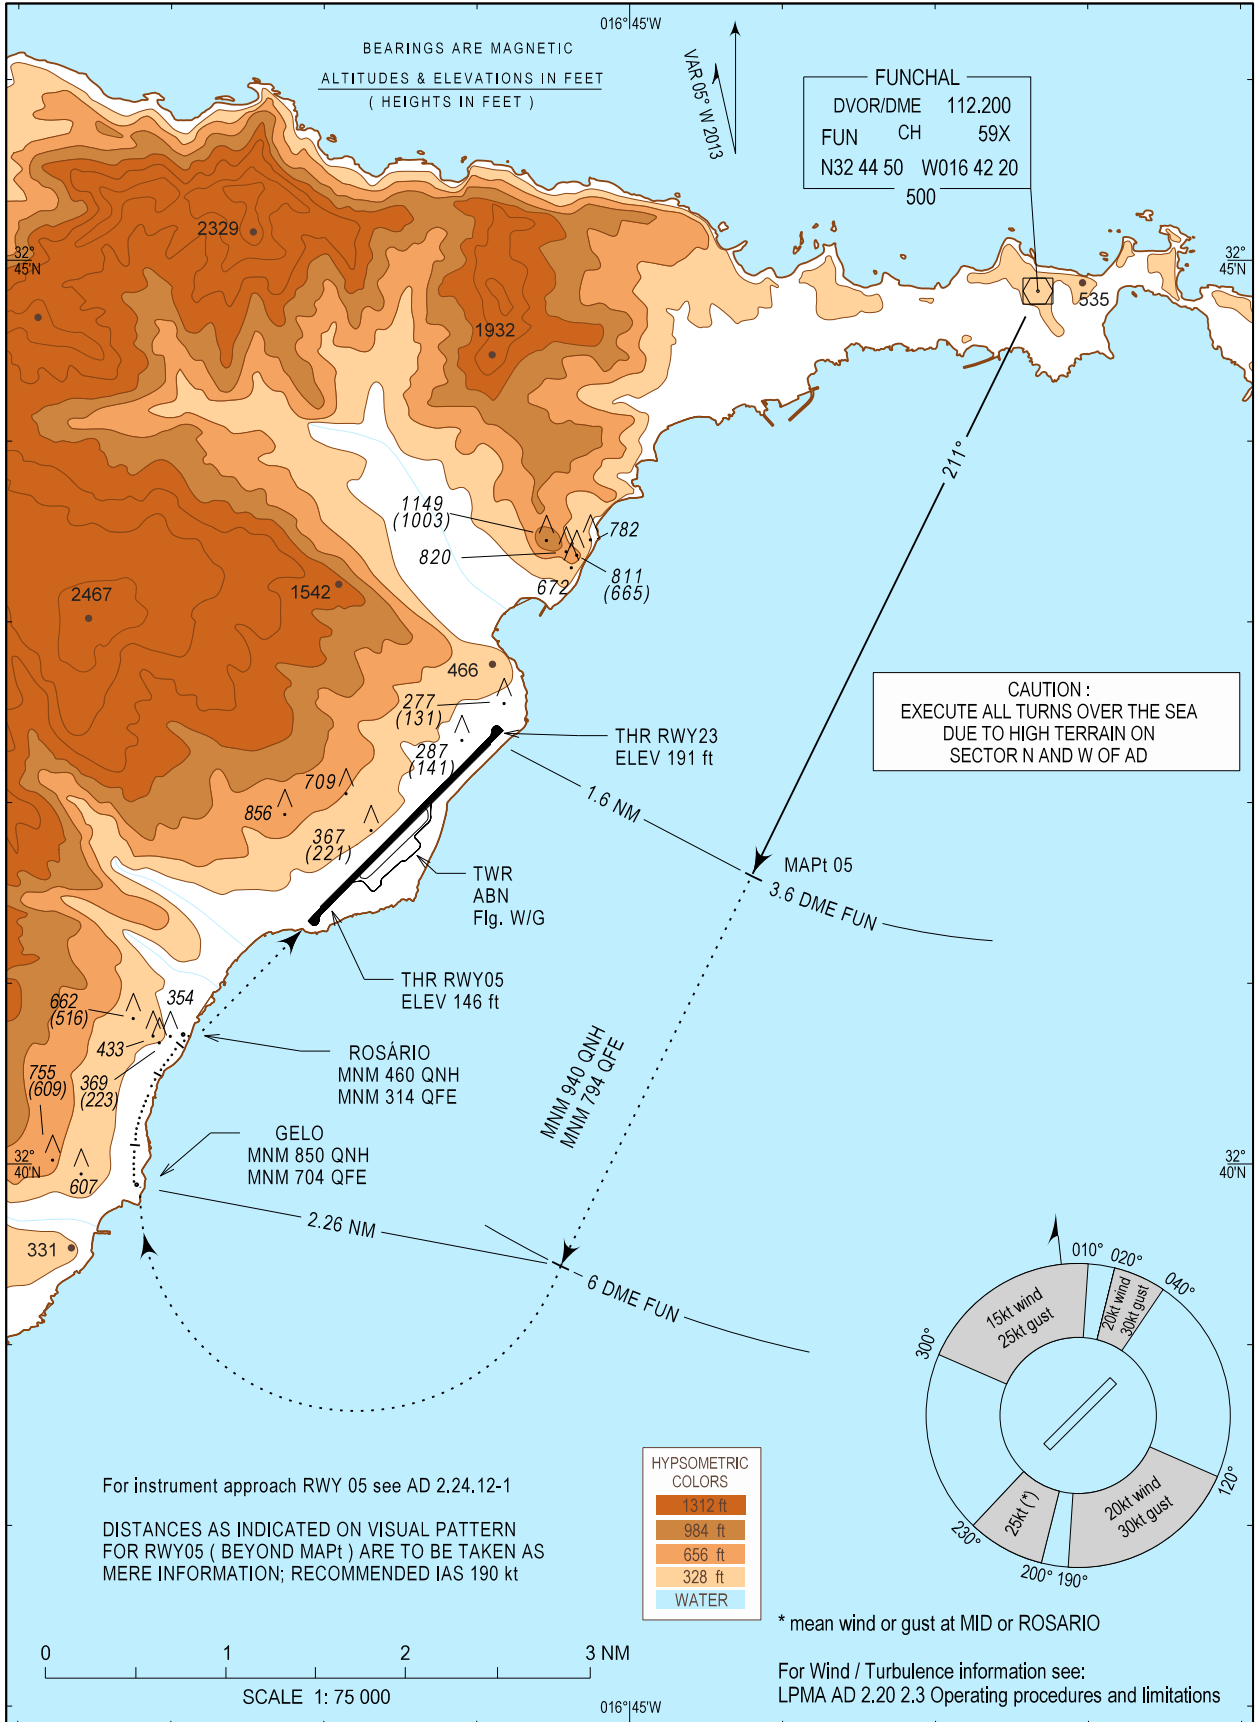 016°45'W
BEARINGS ARE MAGNETIC
ALTITUDES & ELEVATIONS IN FEET
( HEIGHTS IN FEET )
VAR 05° W 2013
FUNCHAL
DVOR/DME 112.200
FUN CH 59X
N32 44 50 W016 42 20
500
2329
32°
45'N
32°
45'N
535
1932
211°
1149
(1003)
782
820
811
(665)
672
2467
1542
466
277
(131)
CAUTION :
EXECUTE ALL TURNS OVER THE SEA
DUE TO HIGH TERRAIN ON
SECTOR N AND W OF AD
THR RWY23
ELEV 191 ft
287
(141)
709
856
1.6 NM
367
(221)
MAPt 05
3.6 DME FUN
TWR
ABN
Flg. W/G
THR RWY05
ELEV 146 ft
662
(516)
354
433
ROSÁRIO
MNM 460 QNH
MNM 314 QFE
755
(609)
369
(223)
MNM 940 QNH
MNM 794 QFE
GELO
MNM 850 QNH
MNM 704 QFE
32°
40'N
32°
40'N
607
2.26 NM
331
6 DME FUN
010°
020°
040°
15kt wind
25kt gust
20kt wind
30kt gust
300°
120°
20kt wind
30kt gust
25kt (*)
230°
200°
190°
For instrument approach RWY 05 see AD 2.24.12-1
DISTANCES AS INDICATED ON VISUAL PATTERN
FOR RWY05 ( BEYOND MAPt ) ARE TO BE TAKEN AS
MERE INFORMATION; RECOMMENDED IAS 190 kt
HYPSOMETRIC
COLORS
1312 ft
984 ft
656 ft
328 ft
WATER
* mean wind or gust at MID or ROSARIO
For Wind / Turbulence information see:
LPMA AD 2.20 2.3 Operating procedures and limitations
0 1 2 3 NM
SCALE 1: 75 000
016°45'W